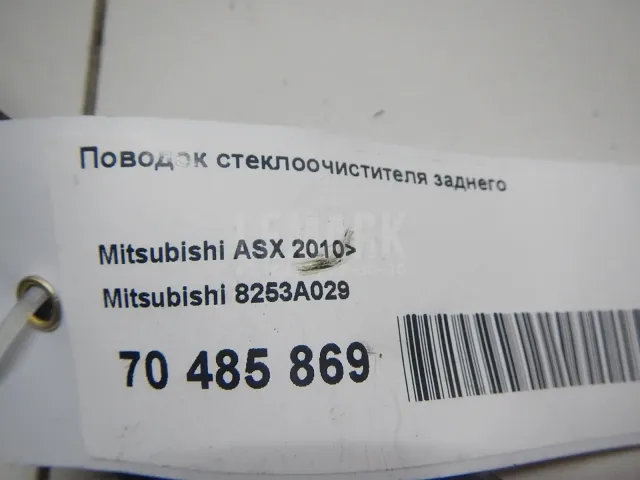 Поводок стеклоочистителя заднего
Mitsubishi ASX 2010>
Mitsubishi 8253A029
70 485 869